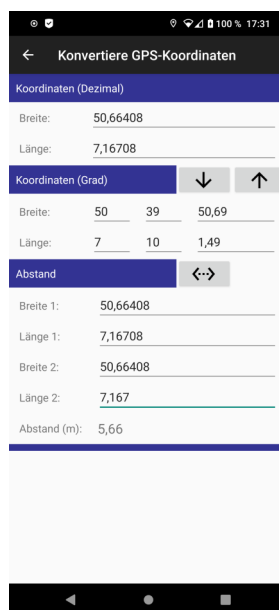 100 % 17:31
Konvertiere GPS-Koordinaten
Koordinaten (Dezimal)
Breite: 50,66408
Länge: 7,16708
Koordinaten (Grad)
Breite: 50 39 50,69
Länge: 7 10 1,49
Abstand
Breite 1: 50,66408
Länge 1: 7,16708
Breite 2: 50,66408
Länge 2: 7,167
Abstand (m): 5,66